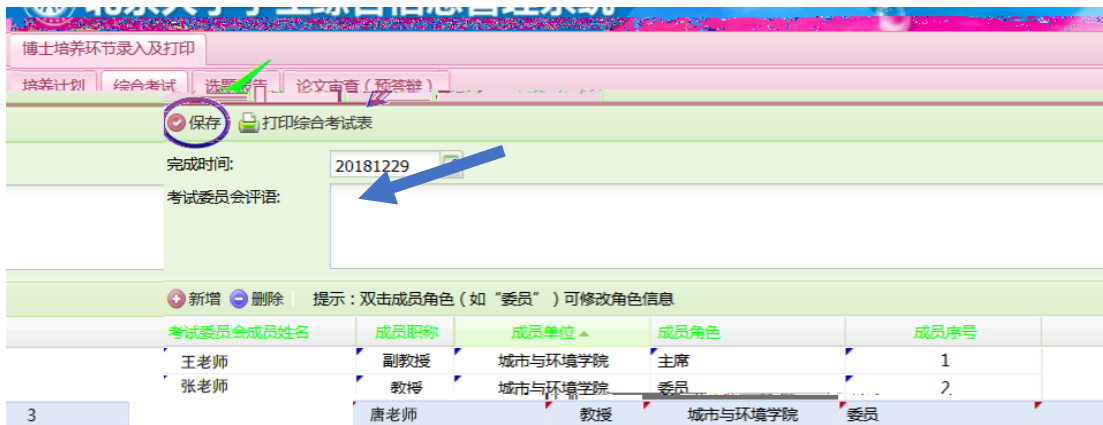 博士培养环节录入及打印
培养计划 综合考试 选题报告 论文审查（预答辩）
保存 打印综合考试表
完成时间: 20181229
考试委员会评语:
新增 删除 提示：双击成员角色（如“委员”）可修改角色信息
考试委员会成员姓名 成员职称 成员单位 成员角色 成员序号
王老师 副教授 城市与环境学院 主席 1
张老师 教授 城市与环境学院 委员 2
3 唐老师 教授 城市与环境学院 委员